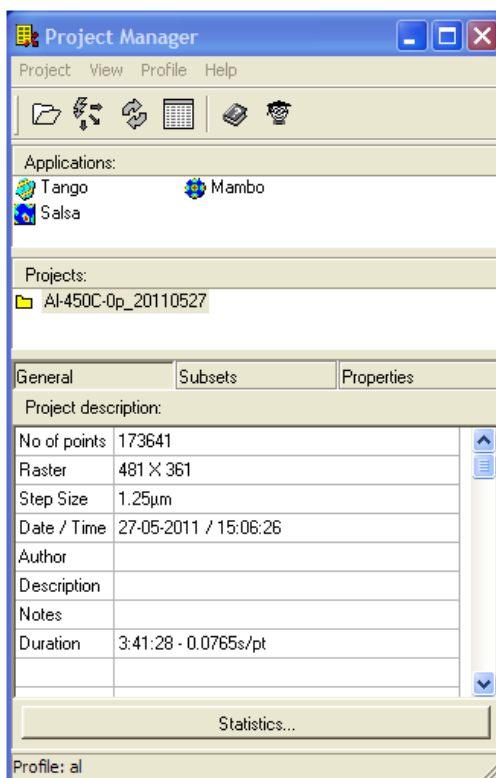 Project Manager
Project View Profile Help
Applications:
Tango Mambo
Salsa
Projects:
Al-450C-0p_20110527
General Subsets Properties
Project description:
No of points 173641
Raster 481 X 361
Step Size 1.25µm
Date / Time 27-05-2011 / 15:06:26
Author
Description
Notes
Duration 3:41:28 - 0.0765s/pt
Statistics...
Profile: al